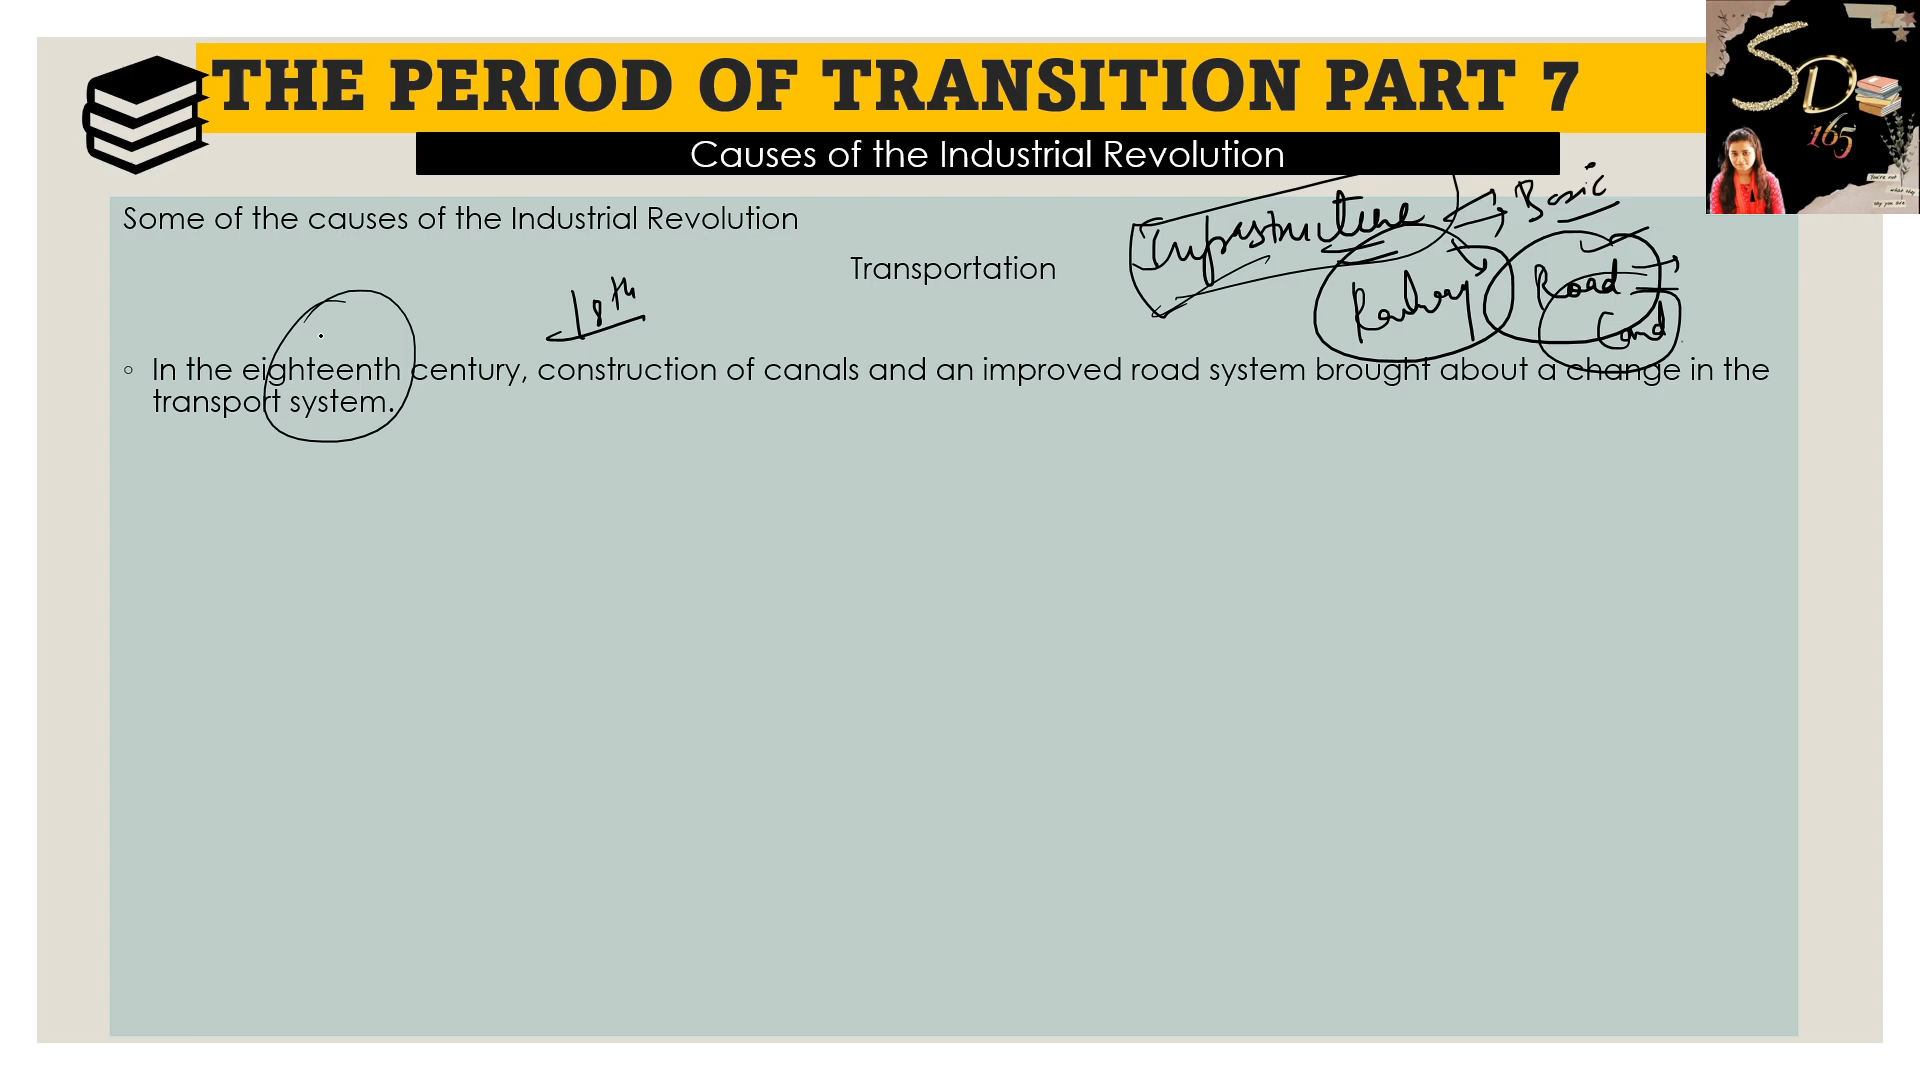 THE PERIOD OF TRANSITION PART 7
Causes of the Industrial Revolution
SD
165
Some of the causes of the Industrial Revolution
Infrastructure
Basic
Transportation
18th
Railway
Road
◦ In the eighteenth century, construction of canals and an improved road system brought about a change in the
transport system.